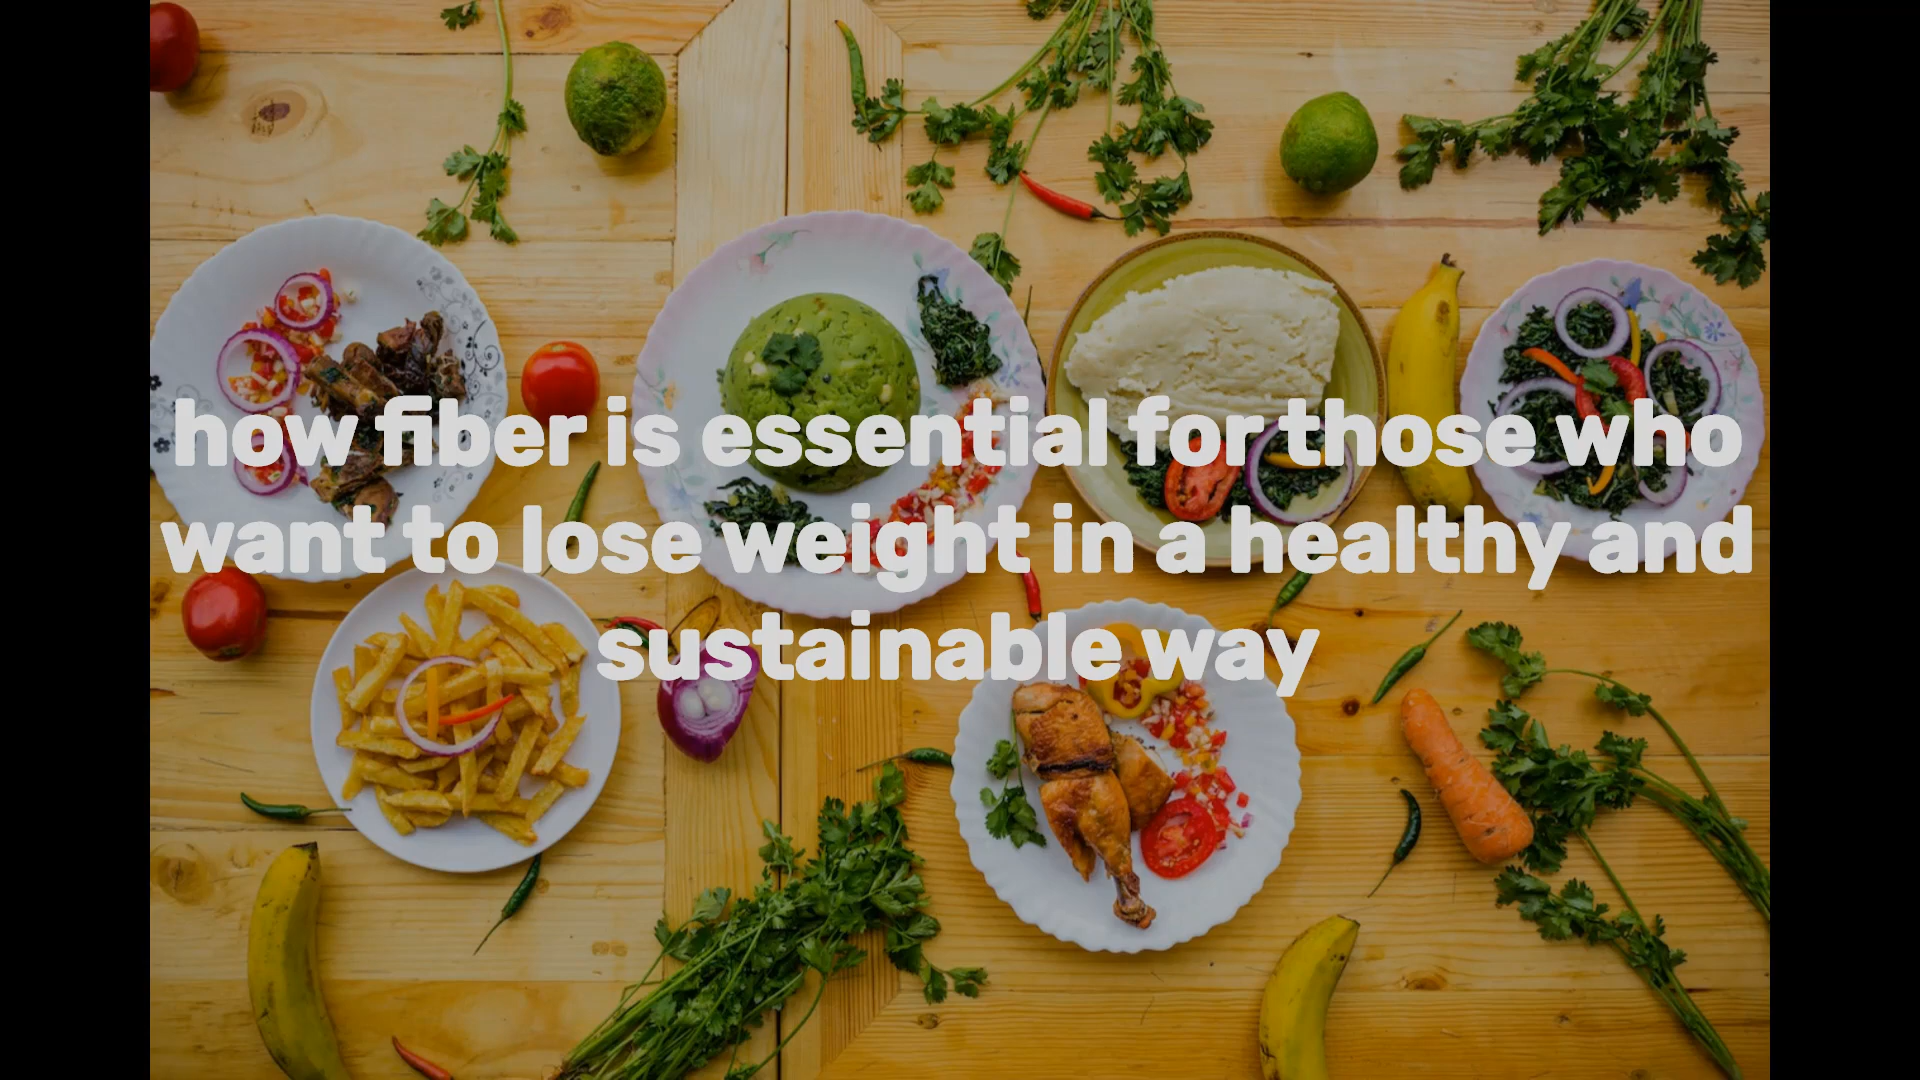 how fiber is essential for those who
want to lose weight in a healthy and
sustainable way